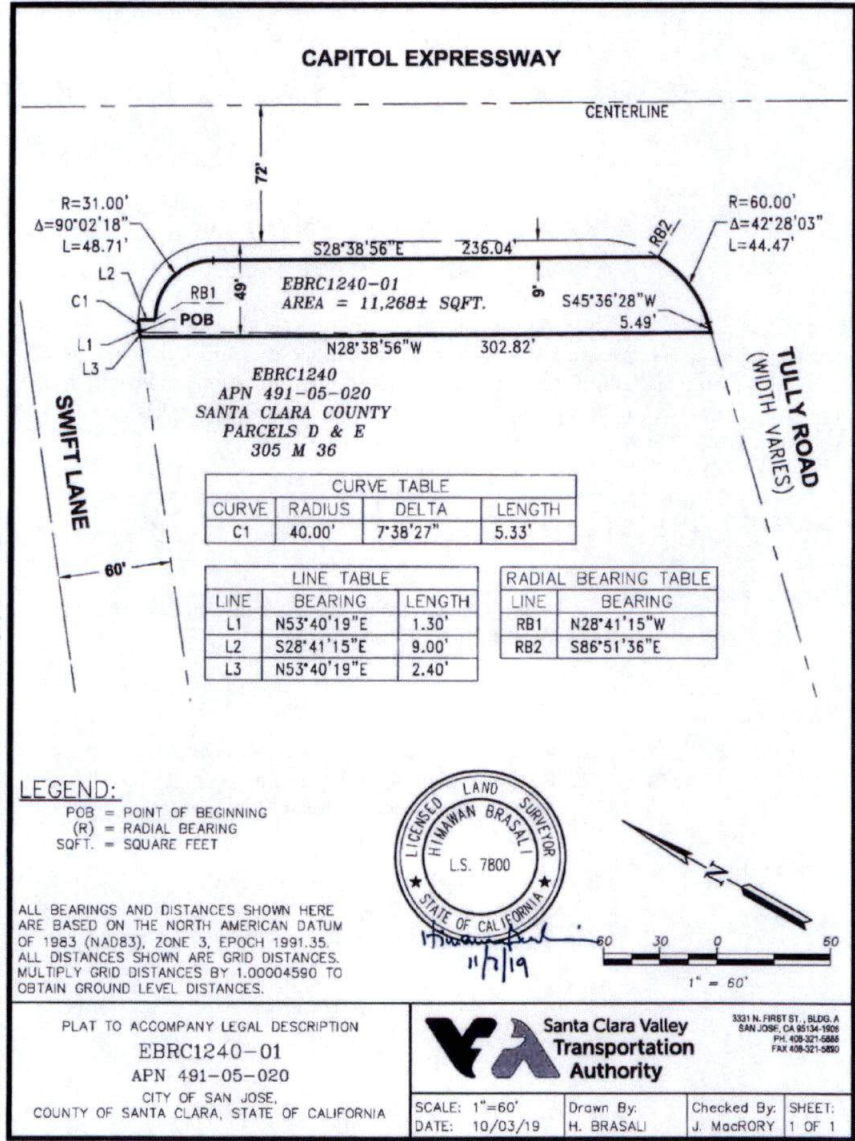 CAPITOL EXPRESSWAY
CENTERLINE
72'
R=31.00'
Δ=90°02'18"
L=48.71'
R=60.00'
Δ=42°28'03"
L=44.47'
RB2
S28°38'56"E 236.04'
L2
C1
RB1
49'
EBRC1240-01
AREA = 11,268± SQFT.
9'
S45°36'28"W
5.49'
POB
L1
L3
N28°38'56"W 302.82'
EBRC1240
APN 491-05-020
SANTA CLARA COUNTY
PARCELS D & E
305 M 36
SWIFT LANE
60'
TULLY ROAD
(WIDTH VARIES)
CURVE TABLE
CURVE RADIUS DELTA LENGTH
C1 40.00' 7°38'27" 5.33'
LINE TABLE
LINE BEARING LENGTH
L1 N53°40'19"E 1.30'
L2 S28°41'15"E 9.00'
L3 N53°40'19"E 2.40'
RADIAL BEARING TABLE
LINE BEARING
RB1 N28°41'15"W
RB2 S86°51'36"E
LEGEND:
POB = POINT OF BEGINNING
(R) = RADIAL BEARING
SQFT. = SQUARE FEET
LICENSED LAND SURVEYOR
HIMAWAN BRASALI
L.S. 7800
STATE OF CALIFORNIA
11/7/19
N
60 30 0 60
1" = 60'
ALL BEARINGS AND DISTANCES SHOWN HERE
ARE BASED ON THE NORTH AMERICAN DATUM
OF 1983 (NAD83), ZONE 3, EPOCH 1991.35.
ALL DISTANCES SHOWN ARE GRID DISTANCES.
MULTIPLY GRID DISTANCES BY 1.00004590 TO
OBTAIN GROUND LEVEL DISTANCES.
PLAT TO ACCOMPANY LEGAL DESCRIPTION
EBRC1240-01
APN 491-05-020
CITY OF SAN JOSE,
COUNTY OF SANTA CLARA, STATE OF CALIFORNIA
Santa Clara Valley
Transportation
Authority
3331 N. FIRST ST., BLDG. A
SAN JOSE, CA 95134-1906
PH. 408-321-5888
FAX 408-321-5890
SCALE: 1"=60'
DATE: 10/03/19
Drawn By:
H. BRASALI
Checked By:
J. MacRORY
SHEET:
1 OF 1